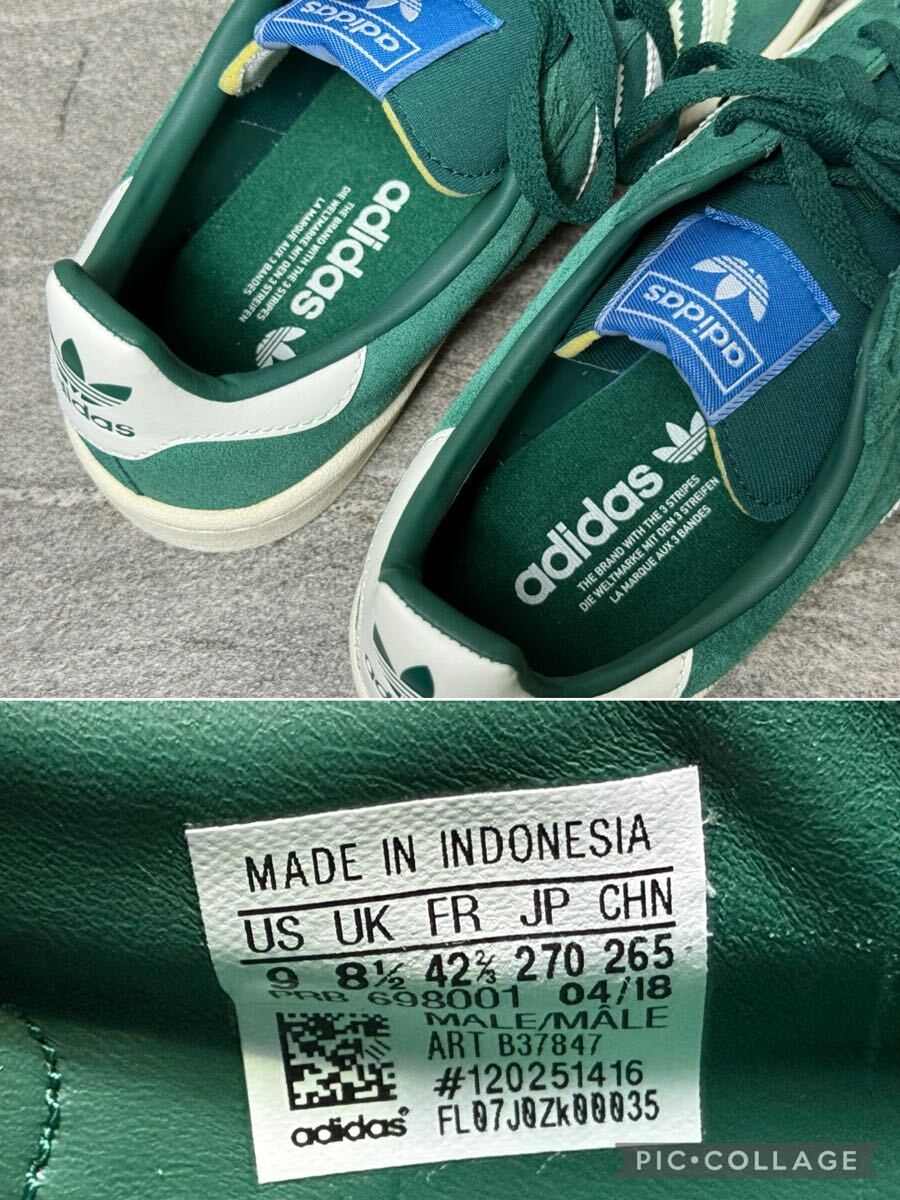 adidas
adidas
THE BRAND WITH THE 3 STRIPES
DIE WELTMARKE MIT DEN 3 STREIFEN
LA MARQUE AUX 3 BANDES
adidas
adidas
adidas
adidas
THE BRAND WITH THE 3 STRIPES
DIE WELTMARKE MIT DEN 3 STREIFEN
LA MARQUE AUX 3 BANDES
MADE IN INDONESIA
US UK FR JP CHN
9 8½ 42⅔ 270 265
PRB 698001 04/18
MALE/MÂLE
ART B37847
#120251416
FL07J0Zk00035
adidas®
PIC•COLLAGE